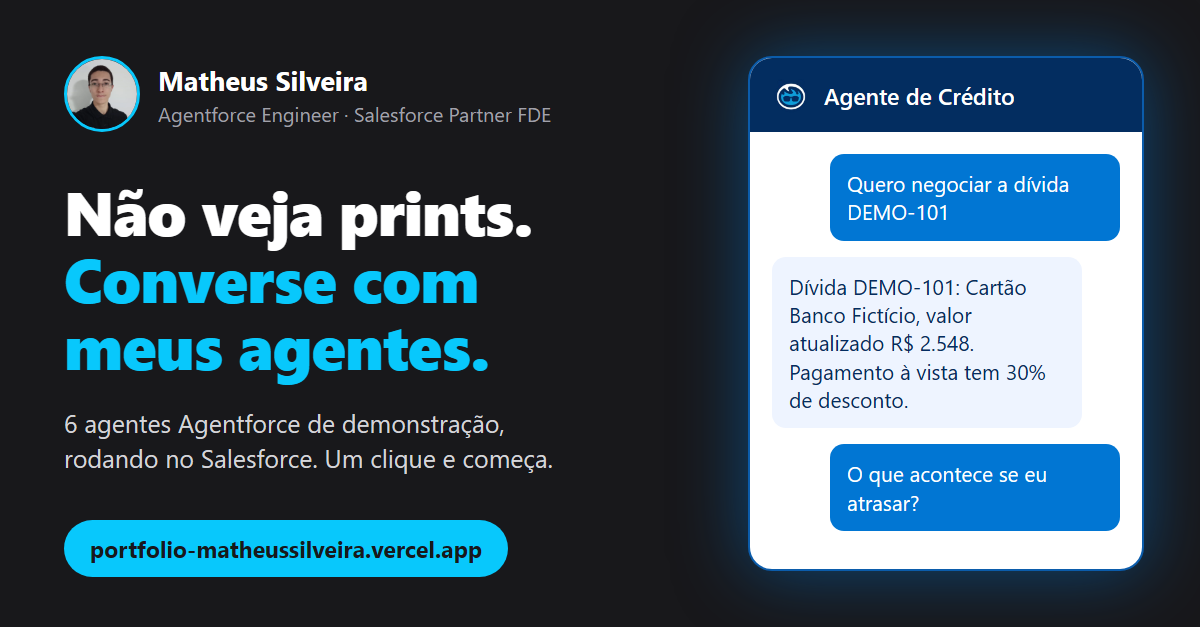 Matheus Silveira
Agentforce Engineer · Salesforce Partner FDE
Não veja prints.
Converse com
meus agentes.
6 agentes Agentforce de demonstração,
rodando no Salesforce. Um clique e começa.
portfolio-matheussilveira.vercel.app
Agente de Crédito
Quero negociar a dívida
DEMO-101
Dívida DEMO-101: Cartão
Banco Fictício, valor
atualizado R$ 2.548.
Pagamento à vista tem 30%
de desconto.
O que acontece se eu
atrasar?